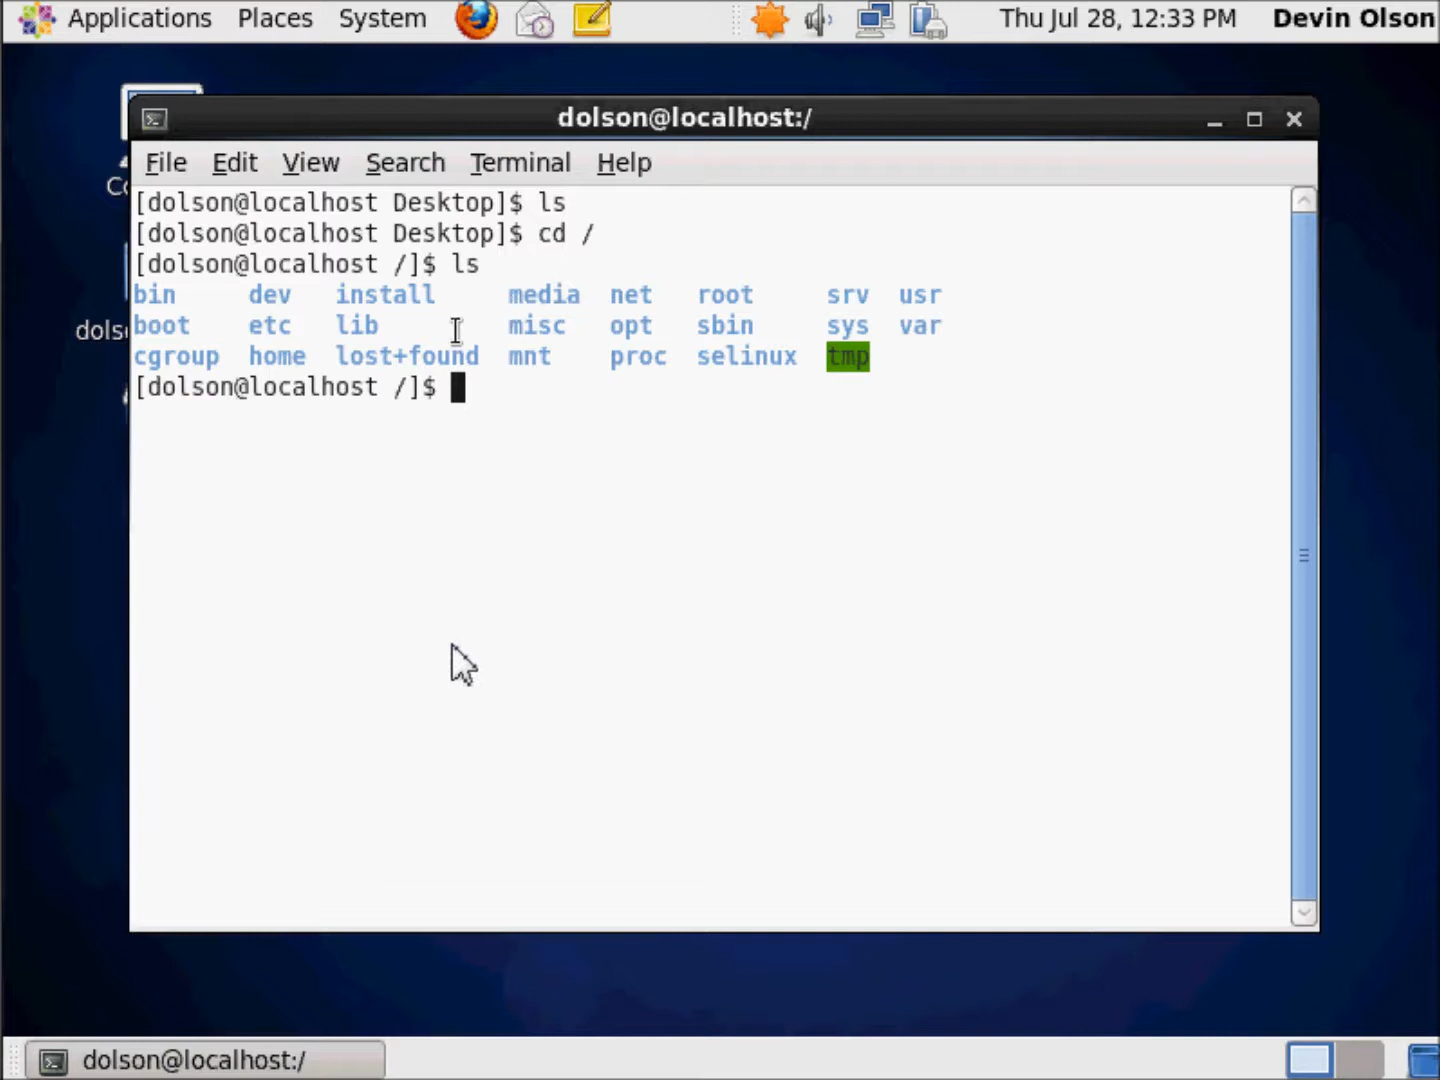 Applications Places System Thu Jul 28, 12:33 PM Devin Olson
dolson@localhost:/
File Edit View Search Terminal Help
[dolson@localhost Desktop]$ ls
[dolson@localhost Desktop]$ cd /
[dolson@localhost /]$ ls
bin dev install media net root srv usr
boot etc lib misc opt sbin sys var
cgroup home lost+found mnt proc selinux tmp
[dolson@localhost /]$
dolson@localhost:/